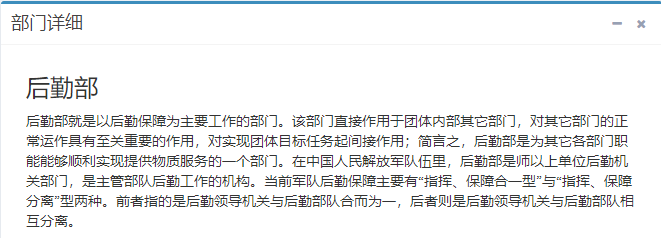 部门详细
后勤部
后勤部就是以后勤保障为主要工作的部门。该部门直接作用于团体内部其它部门，对其它部门的正
常运作具有至关重要的作用，对实现团体目标任务起间接作用；简言之，后勤部是为其它各部门职
能能够顺利实现提供物质服务的一个部门。在中国人民解放军队伍里，后勤部是师以上单位后勤机
关部门，是主管部队后勤工作的机构。当前军队后勤保障主要有“指挥、保障合一型”与“指挥、保障
分离”型两种。前者指的是后勤领导机关与后勤部队合而为一，后者则是后勤领导机关与后勤部队相
互分离。